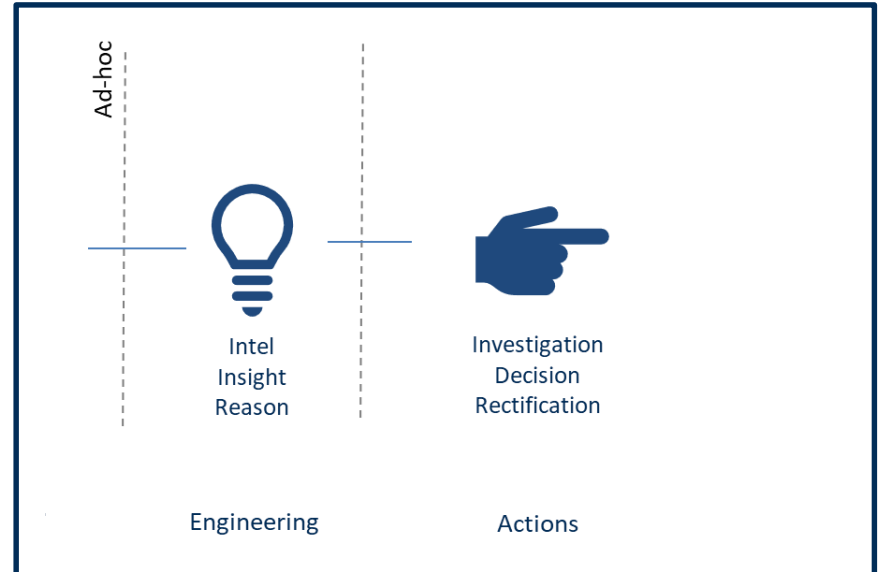 Ad-hoc
Intel
Insight
Reason
Investigation
Decision
Rectification
Engineering
Actions